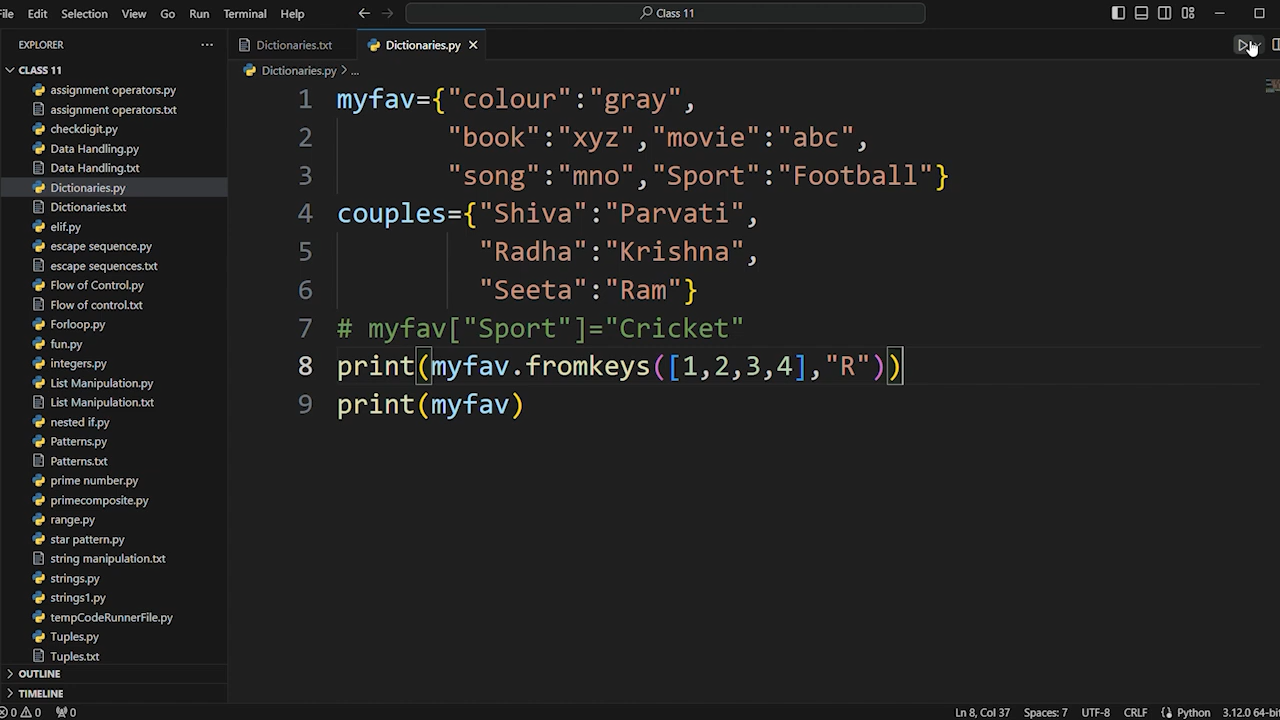 File Edit Selection View Go Run Terminal Help
Class 11
EXPLORER
Dictionaries.txt
Dictionaries.py
CLASS 11
Dictionaries.py > ...
assignment operators.py
assignment operators.txt
checkdigit.py
Data Handling.py
Data Handling.txt
Dictionaries.py
Dictionaries.txt
elif.py
escape sequence.py
escape sequences.txt
Flow of Control.py
Flow of control.txt
Forloop.py
fun.py
integers.py
List Manipulation.py
List Manipulation.txt
nested if.py
Patterns.py
Patterns.txt
prime number.py
primecomposite.py
range.py
star pattern.py
string manipulation.txt
strings.py
strings1.py
tempCodeRunnerFile.py
Tuples.py
Tuples.txt
OUTLINE
TIMELINE
1 myfav={"colour":"gray",
2 "book":"xyz","movie":"abc",
3 "song":"mno","Sport":"Football"}
4 couples={"Shiva":"Parvati",
5 "Radha":"Krishna",
6 "Seeta":"Ram"}
7 # myfav["Sport"]="Cricket"
8 print(myfav.fromkeys([1,2,3,4],"R"))
9 print(myfav)
0 0 0
Ln 8, Col 37 Spaces: 7 UTF-8 CRLF Python 3.12.0 64-bit